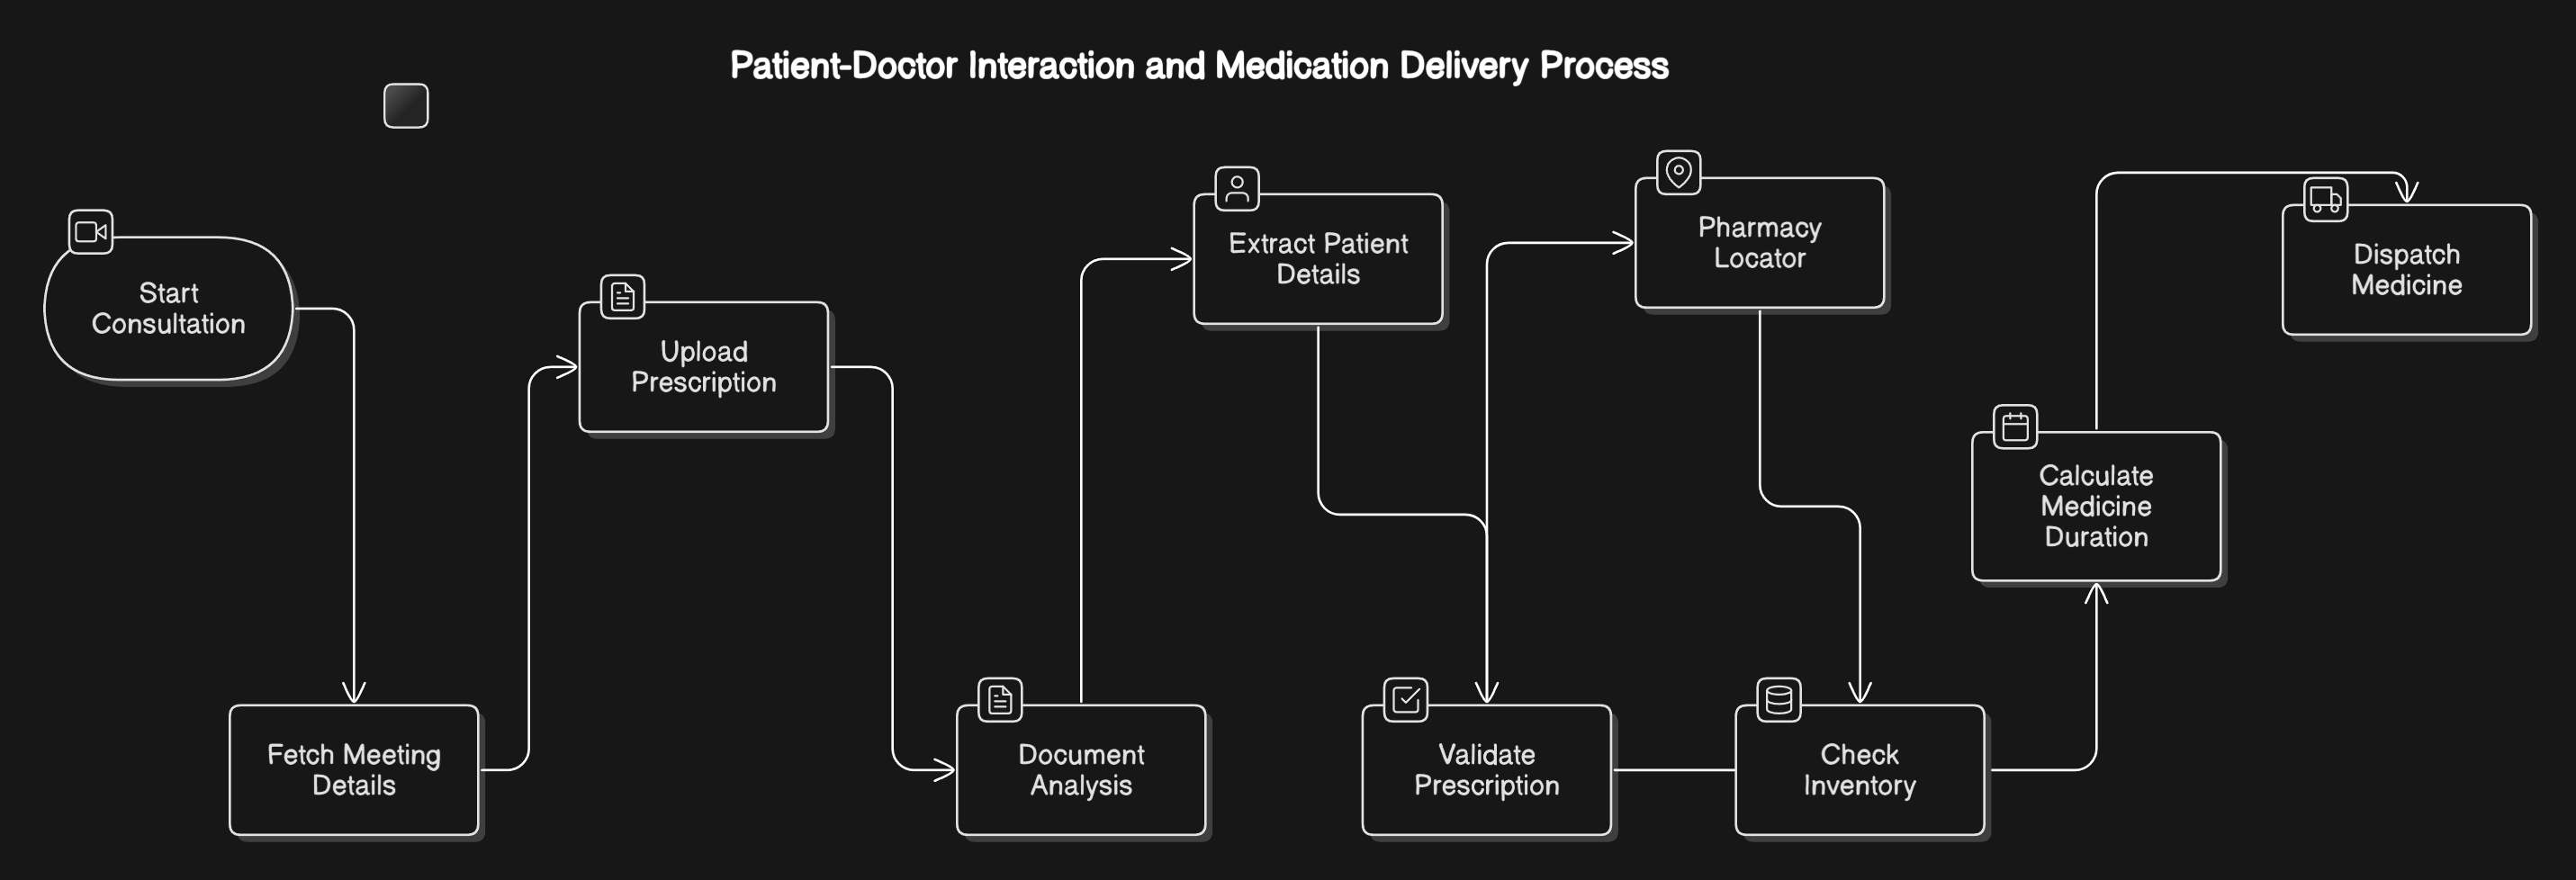 Patient-Doctor Interaction and Medication Delivery Process
Start
Consultation
Fetch Meeting
Details
Upload
Prescription
Document
Analysis
Extract Patient
Details
Validate
Prescription
Pharmacy
Locator
Check
Inventory
Calculate
Medicine
Duration
Dispatch
Medicine